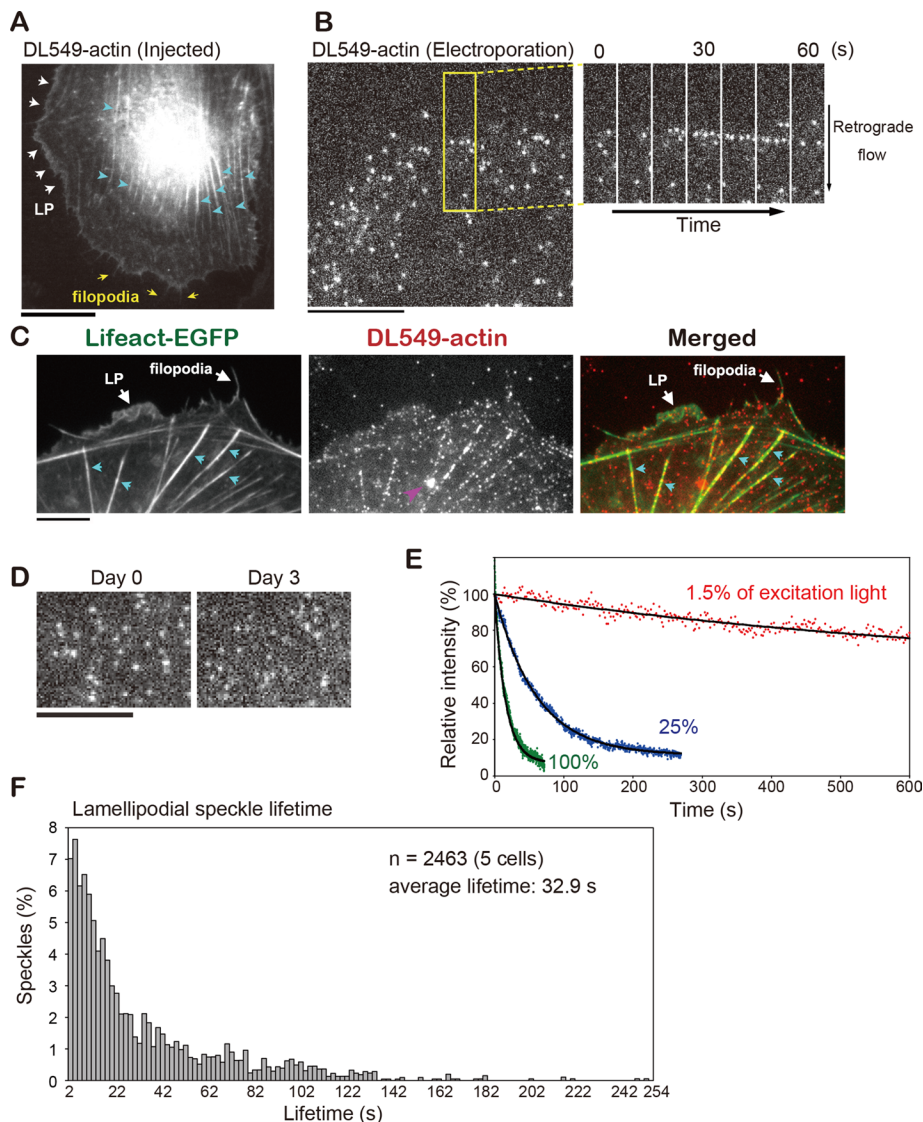 A
DL549-actin (Injected)
LP
filopodia
B
DL549-actin (Electroporation)
0 30 60 (s)
Retrograde
flow
Time
C
Lifeact-EGFP
DL549-actin
Merged
LP
filopodia
LP
filopodia
D
Day 0
Day 3
E
Relative intensity (%)
100
80
60
40
20
0
1.5% of excitation light
25%
100%
0 100 200 300 400 500 600
Time (s)
F
Lamellipodial speckle lifetime
Speckles (%)
8
7
6
5
4
3
2
1
0
n = 2463 (5 cells)
average lifetime: 32.9 s
2 22 42 62 82 102 122 142 162 182 202 222 242 254
Lifetime (s)